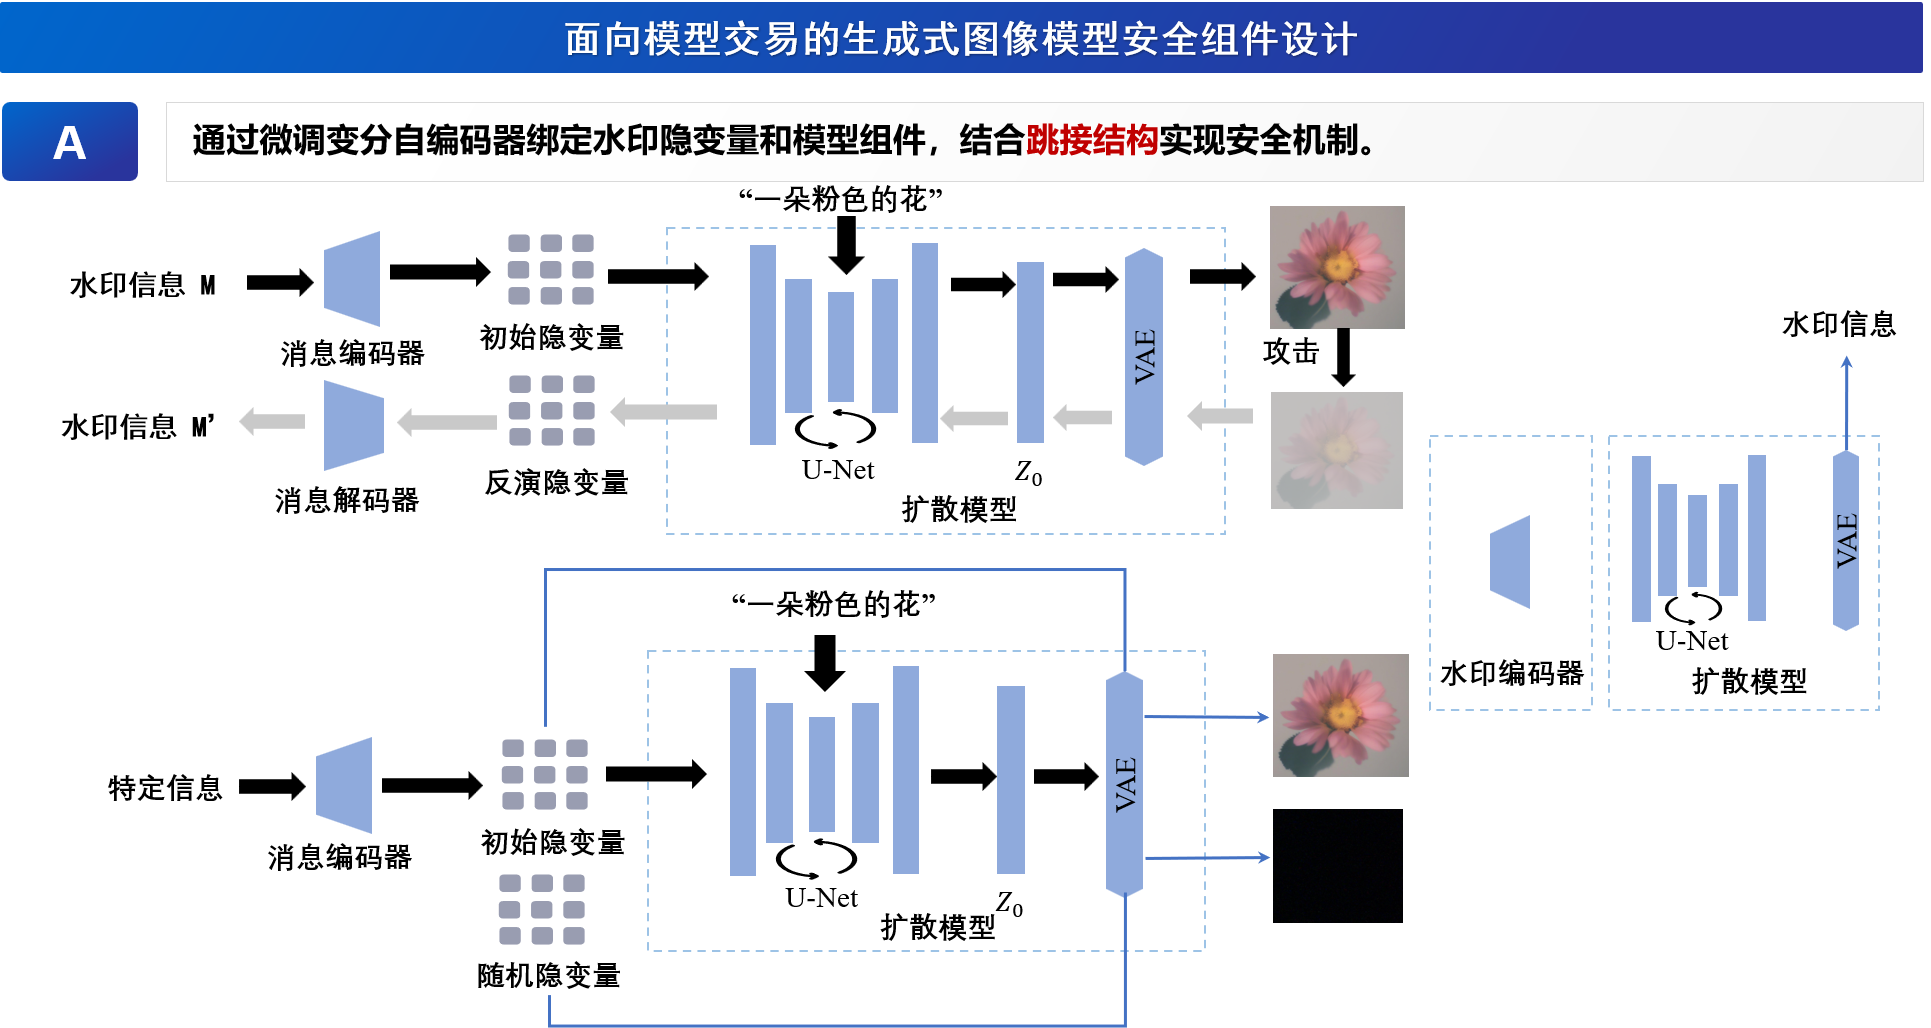 面向模型交易的生成式图像模型安全组件设计
A
通过微调变分自编码器绑定水印隐变量和模型组件，结合跳接结构实现安全机制。
“一朵粉色的花”
水印信息 M
消息编码器
初始隐变量
VAE
攻击
水印信息 M’
消息解码器
反演隐变量
U-Net
Z0
扩散模型
水印信息
水印编码器
U-Net
VAE
扩散模型
“一朵粉色的花”
特定信息
消息编码器
初始隐变量
随机隐变量
U-Net
Z0
扩散模型
VAE